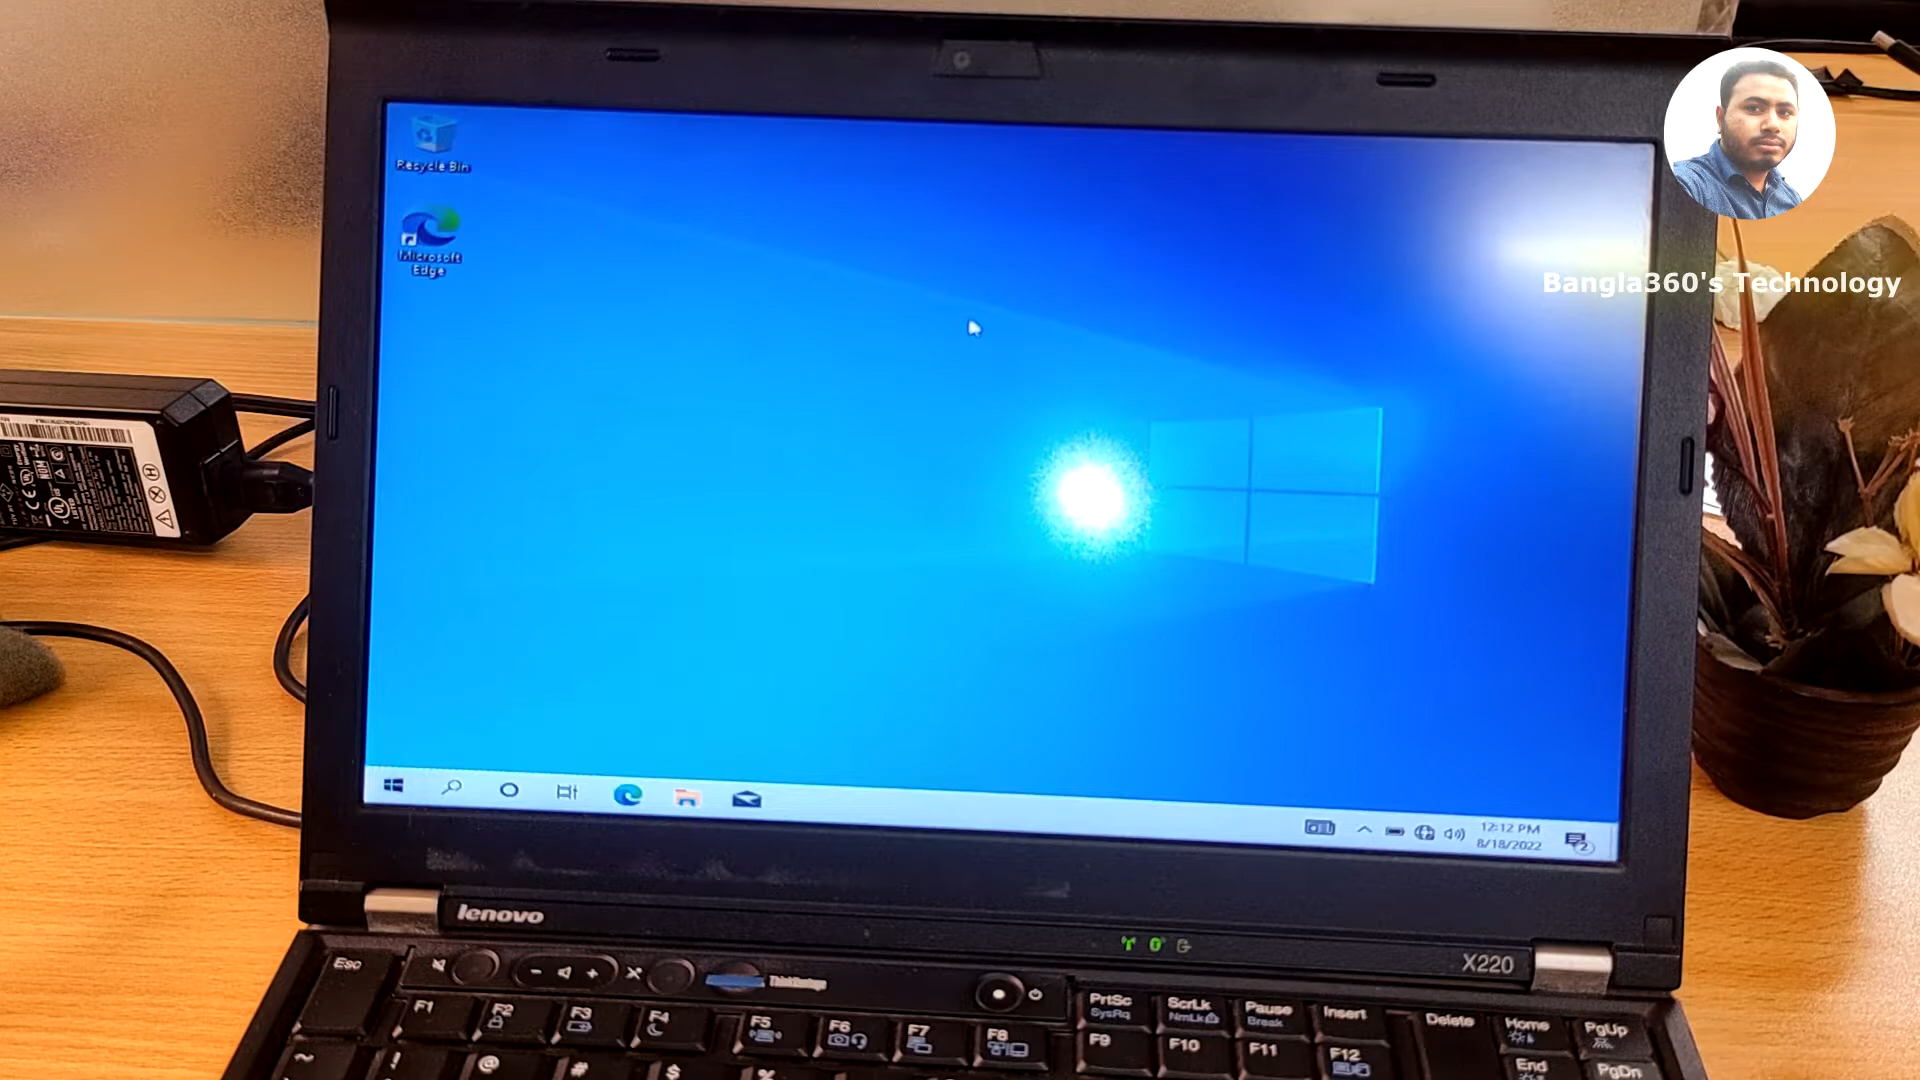 Recycle Bin
Microsoft
Edge
Bangla360's Technology
12:12 PM
8/18/2022
2
lenovo
X220
Esc
F1
F2
F3
F4
F5
F6
F7
F8
PrtSc
SysRq
ScrLk
NmLk
Pause
Break
Insert
Delete
Home
PgUp
F9
F10
F11
F12
End
PgDn
~
!
@
#
$
%